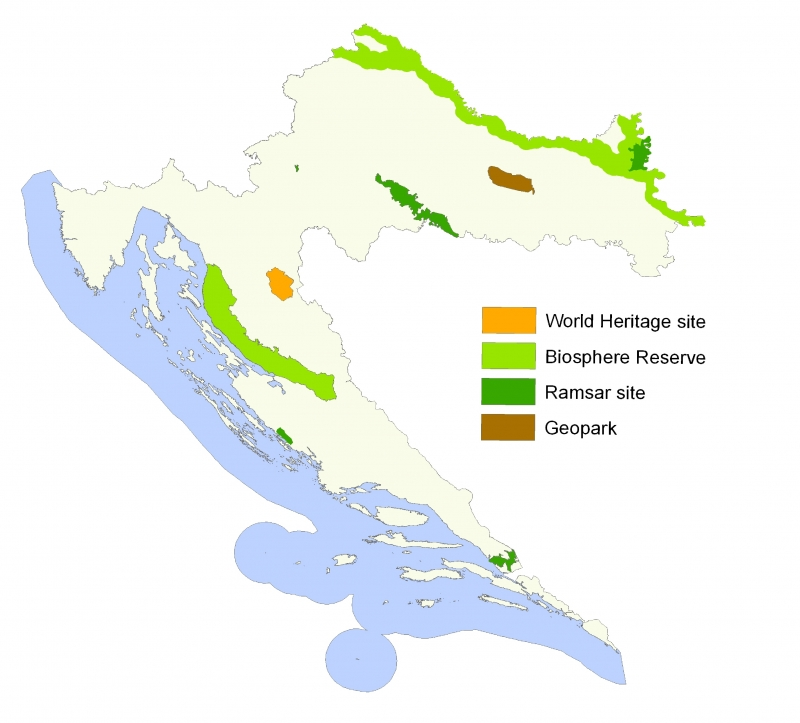 World Heritage site
Biosphere Reserve
Ramsar site
Geopark